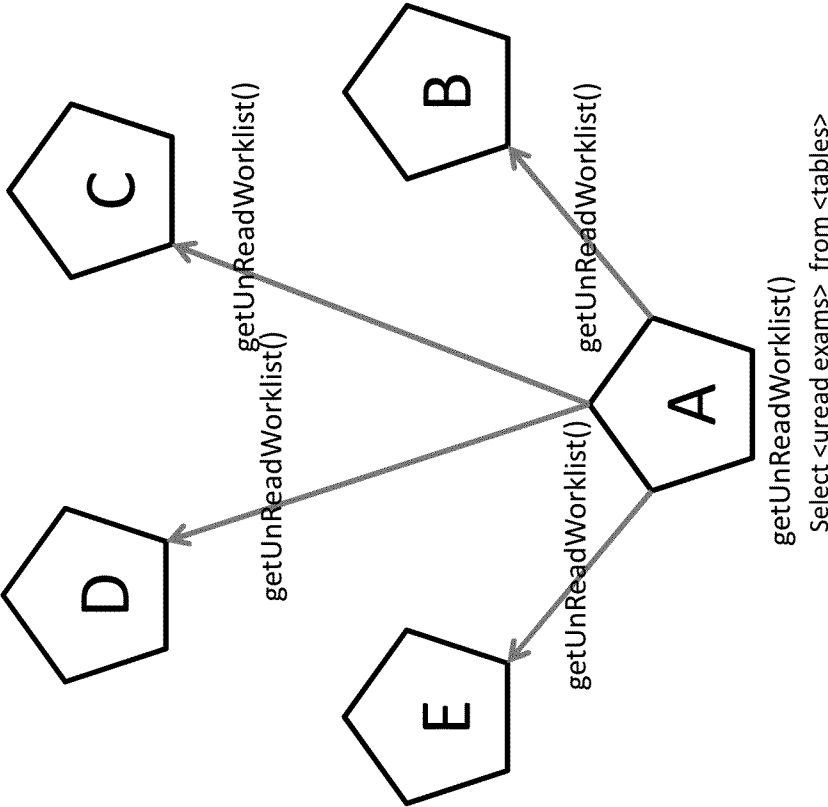 C
B
getUnReadWorklist()
getUnReadWorklist()
getUnReadWorklist()
getUnReadWorklist()
D
A
E
getUnReadWorklist()
Select <uread exams> from <tables>